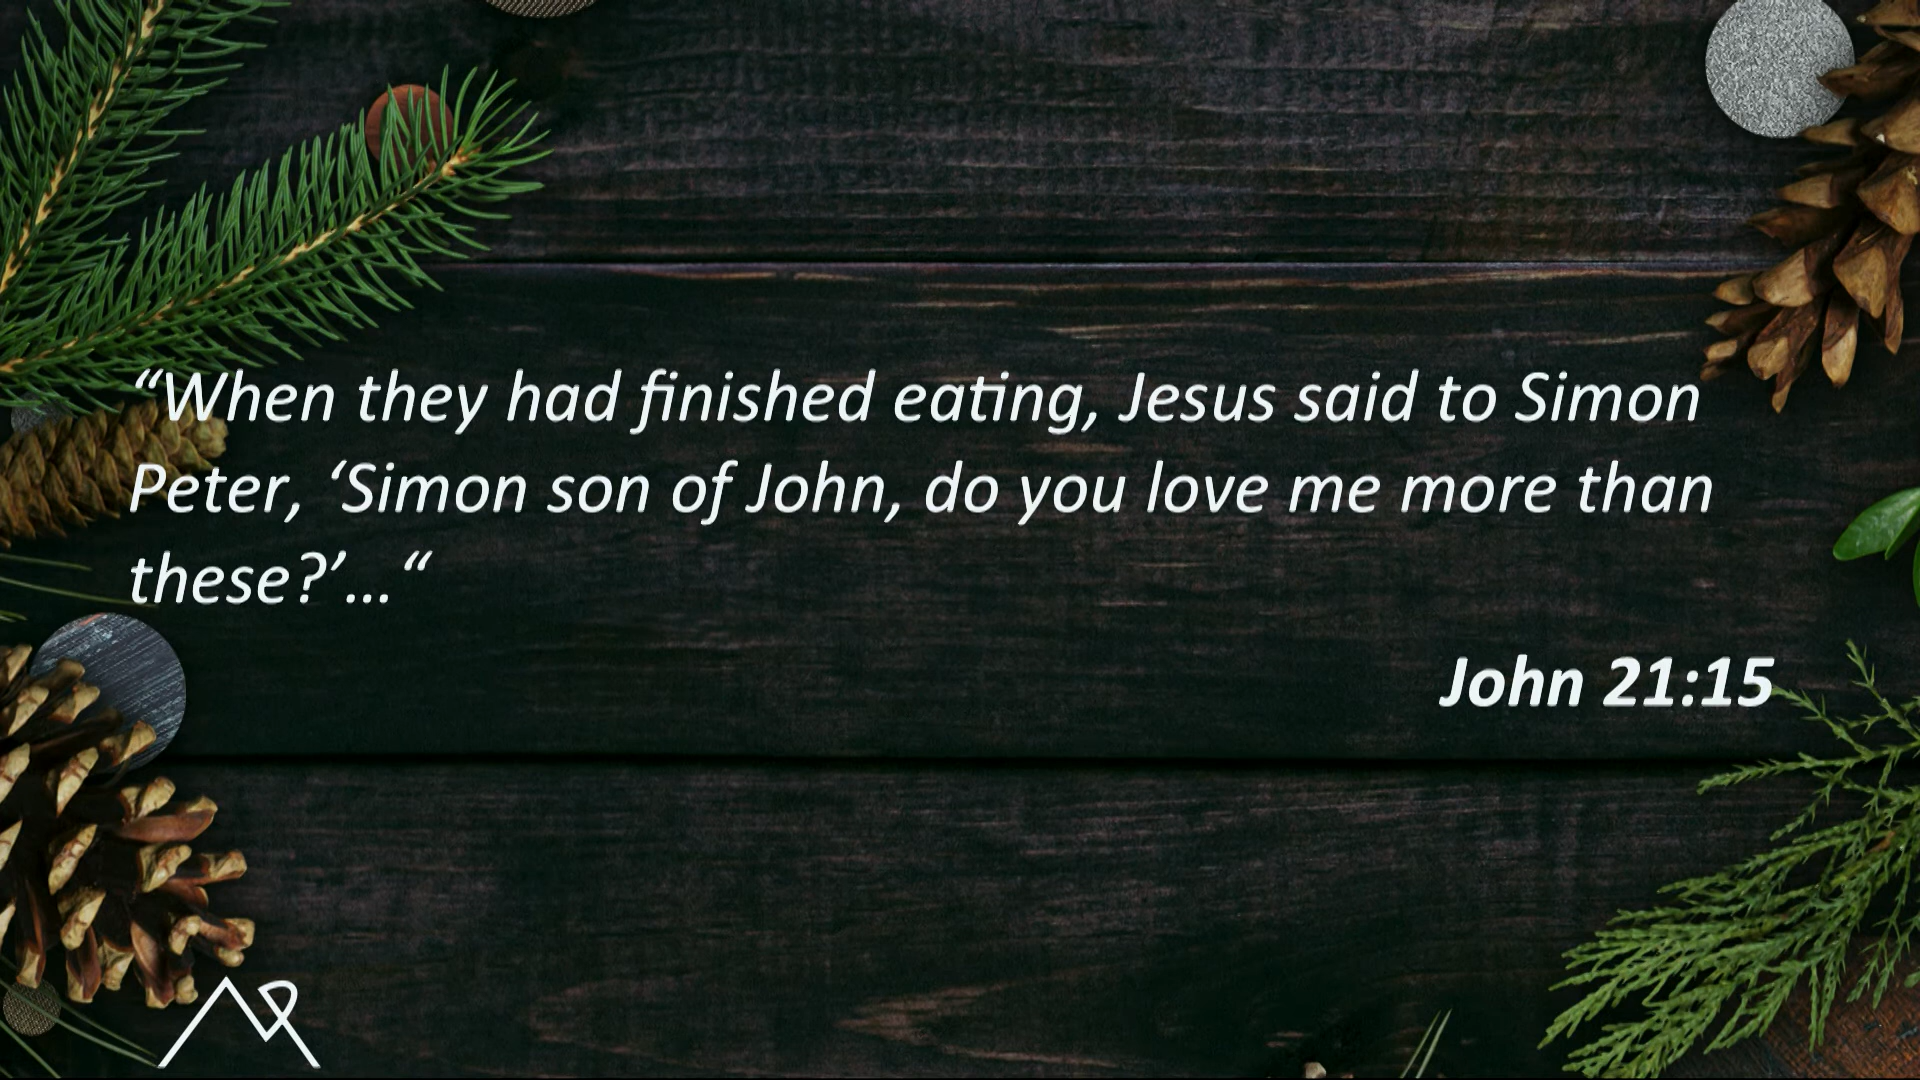 “When they had finished eating, Jesus said to Simon
Peter, ‘Simon son of John, do you love me more than
these?’…“
John 21:15